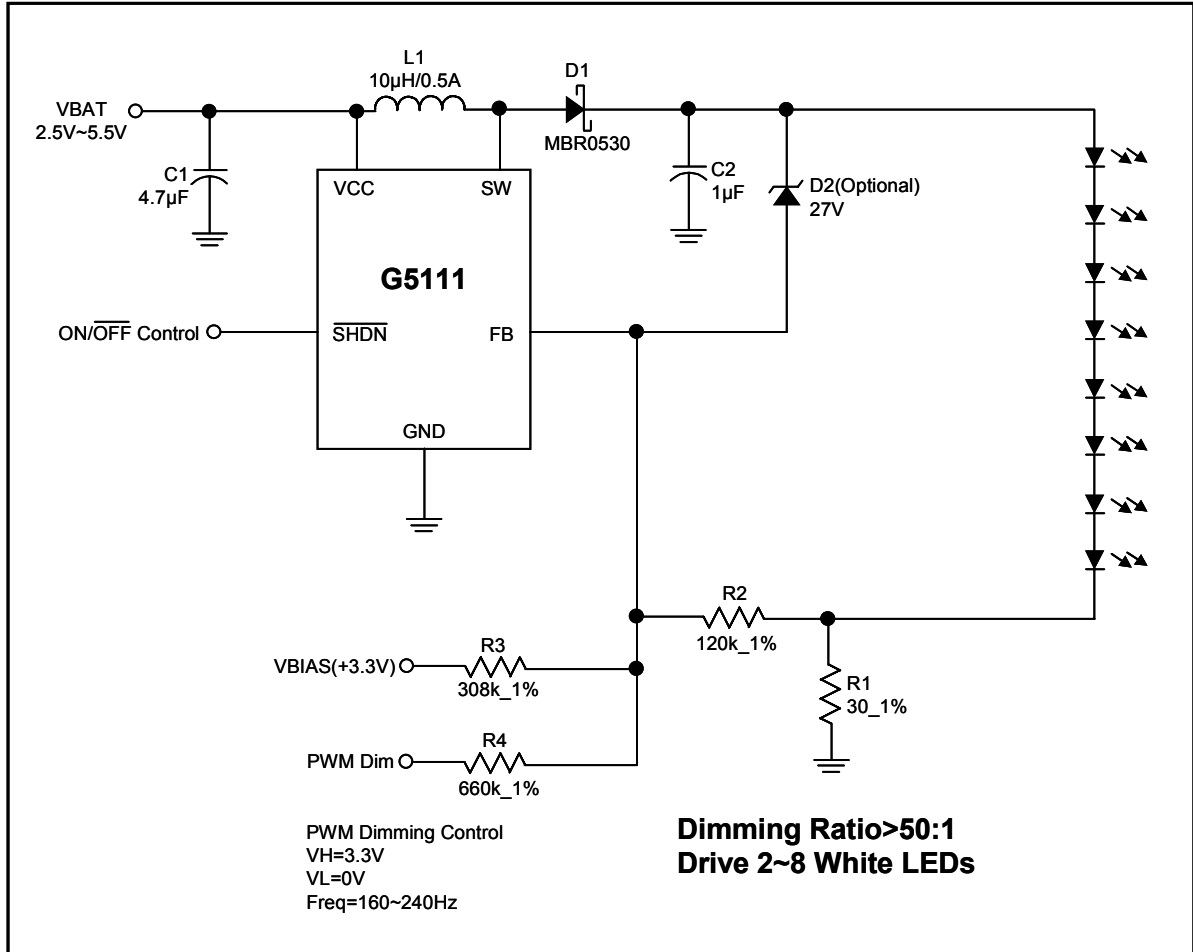 L1
10µH/0.5A
D1
MBR0530
VBAT
2.5V~5.5V
C1
4.7µF
VCC
SW
C2
1µF
D2(Optional)
27V
G5111
ON/OFF Control
SHDN
FB
GND
R2
120k_1%
R3
VBIAS(+3.3V)
308k_1%
R1
30_1%
R4
PWM Dim
660k_1%
PWM Dimming Control
VH=3.3V
VL=0V
Freq=160~240Hz
Dimming Ratio>50:1
Drive 2~8 White LEDs